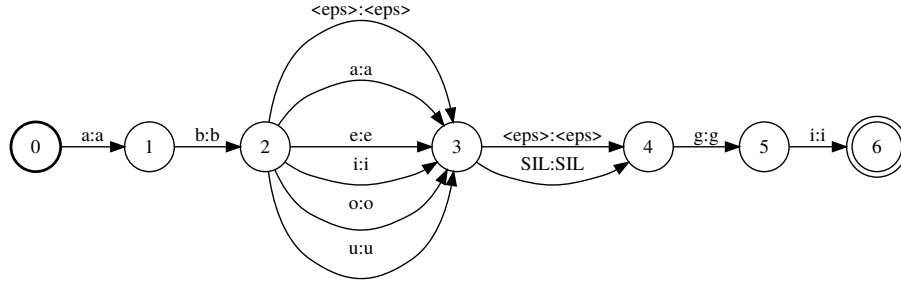 <eps>:<eps>
a:a
a:a
b:b
e:e
<eps>:<eps>
g:g
i:i
0
1
2
3
4
5
6
i:i
SIL:SIL
o:o
u:u